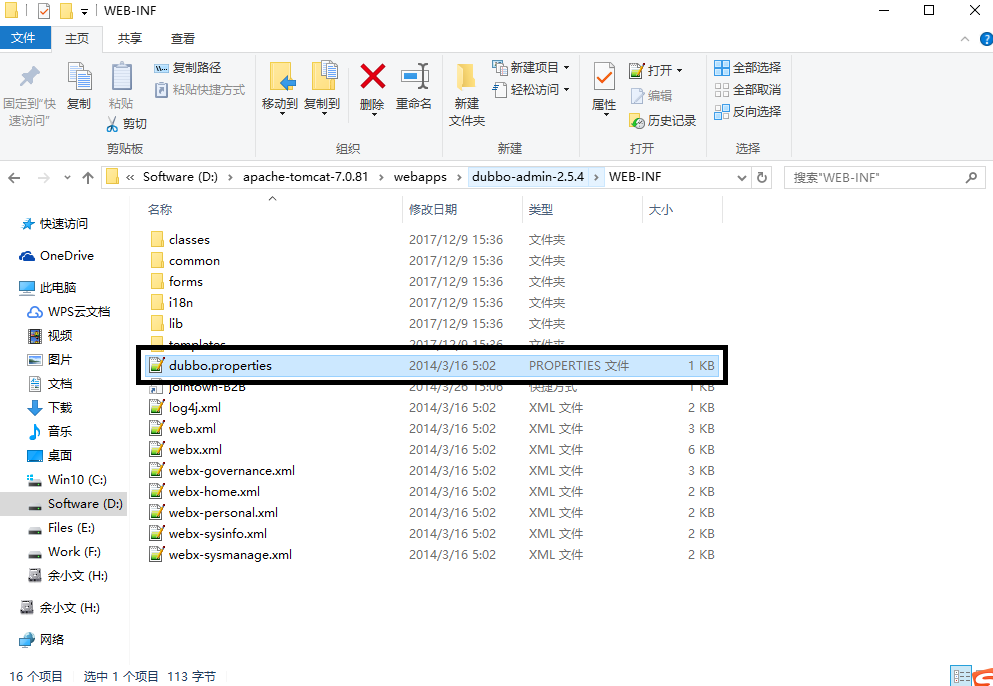 WEB-INF
文件 主页 共享 查看
固定到“快速访问”
复制
粘贴
复制路径
粘贴快捷方式
剪切
剪贴板
移动到
复制到
删除
重命名
组织
新建文件夹
新建项目
轻松访问
新建
属性
打开
编辑
历史记录
打开
全部选择
全部取消
反向选择
选择
« Software (D:) › apache-tomcat-7.0.81 › webapps › dubbo-admin-2.5.4 › WEB-INF
搜索"WEB-INF"
快速访问
OneDrive
此电脑
WPS云文档
视频
图片
文档
下载
音乐
桌面
Win10 (C:)
Software (D:)
Files (E:)
Work (F:)
余小文 (H:)
余小文 (H:)
网络
名称 修改日期 类型 大小
classes 2017/12/9 15:36 文件夹
common 2017/12/9 15:36 文件夹
forms 2017/12/9 15:36 文件夹
i18n 2017/12/9 15:36 文件夹
lib 2017/12/9 15:36 文件夹
templates 2017/12/9 15:36 文件夹
dubbo.properties 2014/3/16 5:02 PROPERTIES 文件 1 KB
jointown-B2B 2014/3/26 15:06 快捷方式 1 KB
log4j.xml 2014/3/16 5:02 XML 文件 2 KB
web.xml 2014/3/16 5:02 XML 文件 3 KB
webx.xml 2014/3/16 5:02 XML 文件 6 KB
webx-governance.xml 2014/3/16 5:02 XML 文件 3 KB
webx-home.xml 2014/3/16 5:02 XML 文件 2 KB
webx-personal.xml 2014/3/16 5:02 XML 文件 2 KB
webx-sysinfo.xml 2014/3/16 5:02 XML 文件 2 KB
webx-sysmanage.xml 2014/3/16 5:02 XML 文件 2 KB
16 个项目 选中 1 个项目 113 字节